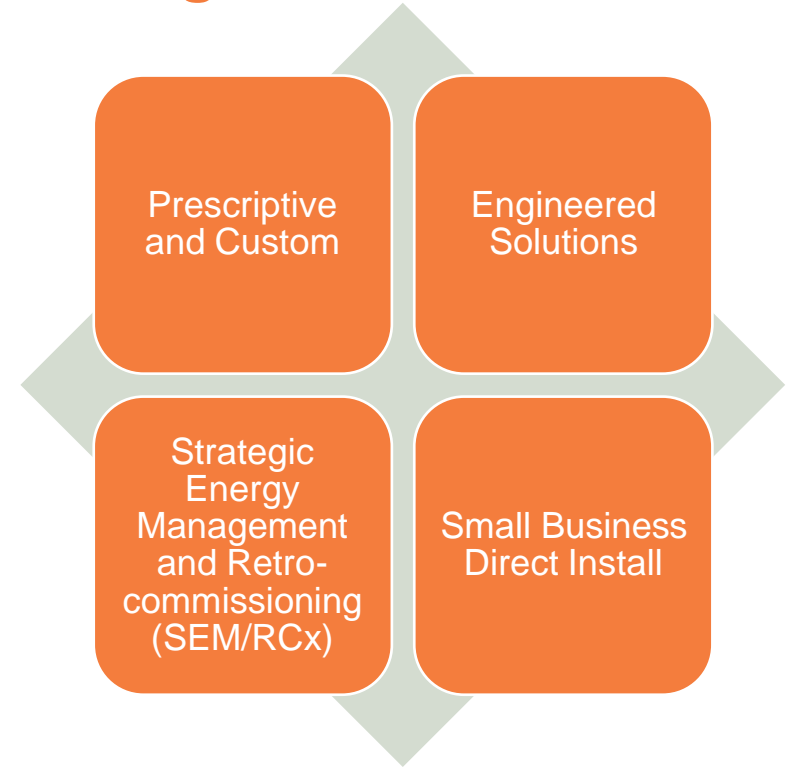 Prescriptive
and Custom
Engineered
Solutions
Strategic
Energy
Management
and Retro-
commissioning
(SEM/RCx)
Small Business
Direct Install